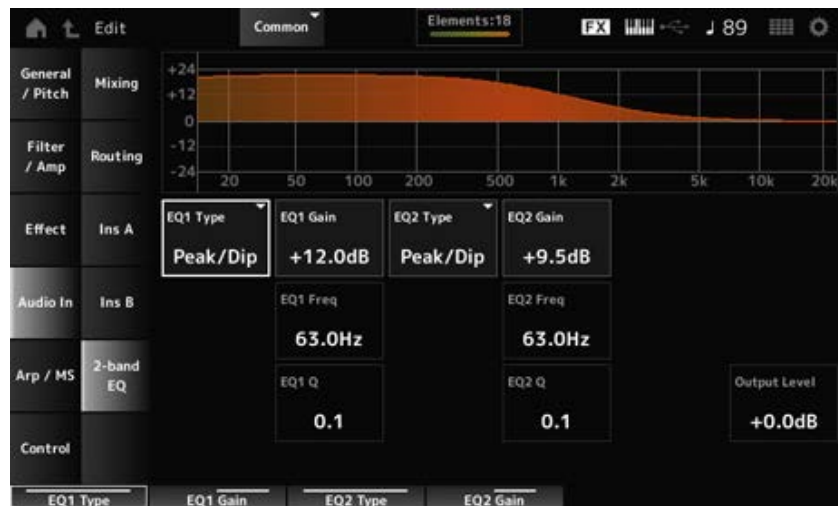 Edit
Common
Elements:18
FX
♩ 89
General / Pitch
Mixing
Filter / Amp
Routing
Effect
Ins A
Audio In
Ins B
Arp / MS
2-band EQ
Control
+24
+12
0
-12
-24
20 50 100 200 500 1k 2k 5k 10k 20k
EQ1 Type
Peak/Dip
EQ1 Gain
+12.0dB
EQ2 Type
Peak/Dip
EQ2 Gain
+9.5dB
EQ1 Freq
63.0Hz
EQ2 Freq
63.0Hz
EQ1 Q
0.1
EQ2 Q
0.1
Output Level
+0.0dB
EQ1 Type EQ1 Gain EQ2 Type EQ2 Gain